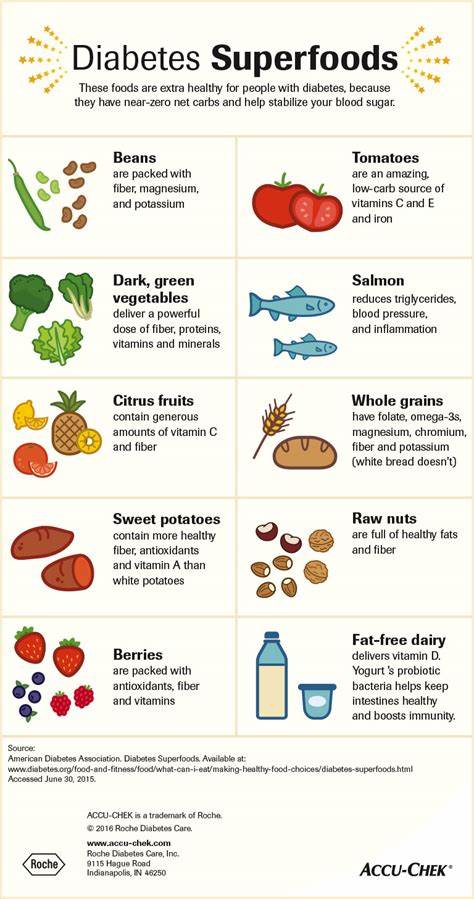 Diabetes Superfoods
These foods are extra healthy for people with diabetes, because
they have near-zero net carbs and help stabilize your blood sugar.
Beans
are packed with
fiber, magnesium,
and potassium
Tomatoes
are an amazing,
low-carb source of
vitamins C and E
and iron
Dark, green
vegetables
deliver a powerful
dose of fiber, proteins,
vitamins and minerals
Salmon
reduces triglycerides,
blood pressure,
and inflammation
Citrus fruits
contain generous
amounts of vitamin C
and fiber
Whole grains
have folate, omega-3s,
magnesium, chromium,
fiber and potassium
(white bread doesn't)
Sweet potatoes
contain more healthy
fiber, antioxidants
and vitamin A than
white potatoes
Raw nuts
are full of healthy fats
and fiber
Berries
are packed with
antioxidants, fiber
and vitamins
Fat-free dairy
delivers vitamin D.
Yogurt 's probiotic
bacteria helps keep
intestines healthy
and boosts immunity.
Source:
American Diabetes Association. Diabetes Superfoods. Available at:
www.diabetes.org/food-and-fitness/food/what-can-i-eat/making-healthy-food-choices/diabetes-superfoods.html
Accessed June 30, 2015.
ACCU-CHEK is a trademark of Roche.
© 2016 Roche Diabetes Care.
www.accu-chek.com
Roche Diabetes Care, Inc.
9115 Hague Road
Indianapolis, IN 46250
Roche
ACCU-CHEK®